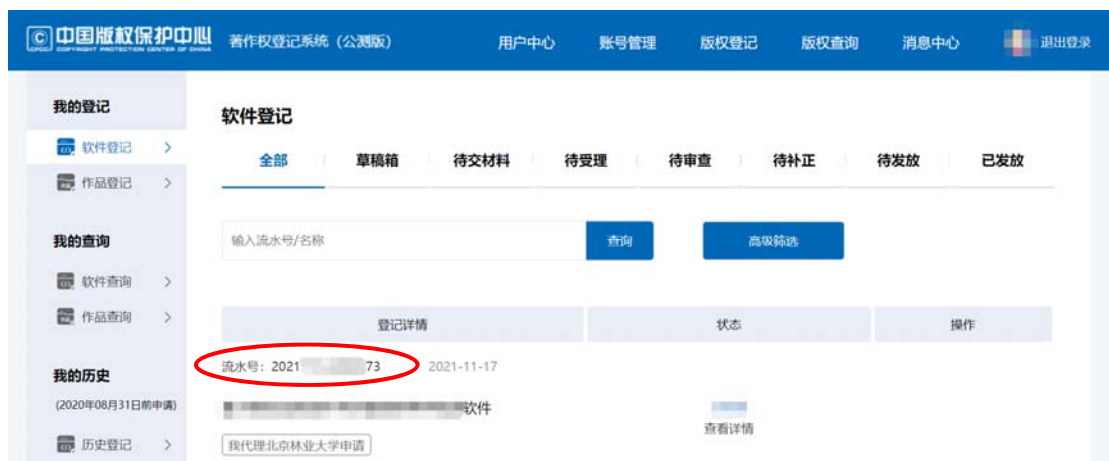 中国版权保护中心
CPCC COPYRIGHT PROTECTION CENTER OF CHINA
著作权登记系统（公测版）
用户中心
账号管理
版权登记
版权查询
消息中心
退出登录
我的登记
软件登记
作品登记
我的查询
软件查询
作品查询
我的历史
(2020年08月31日前申请)
历史登记
软件登记
全部 草稿箱 待交材料 待受理 待审查 待补正 待发放 已发放
输入流水号/名称
查询
高级筛选
登记详情 状态 操作
流水号：2021 73 2021-11-17
软件
查看详情
我代理北京林业大学申请